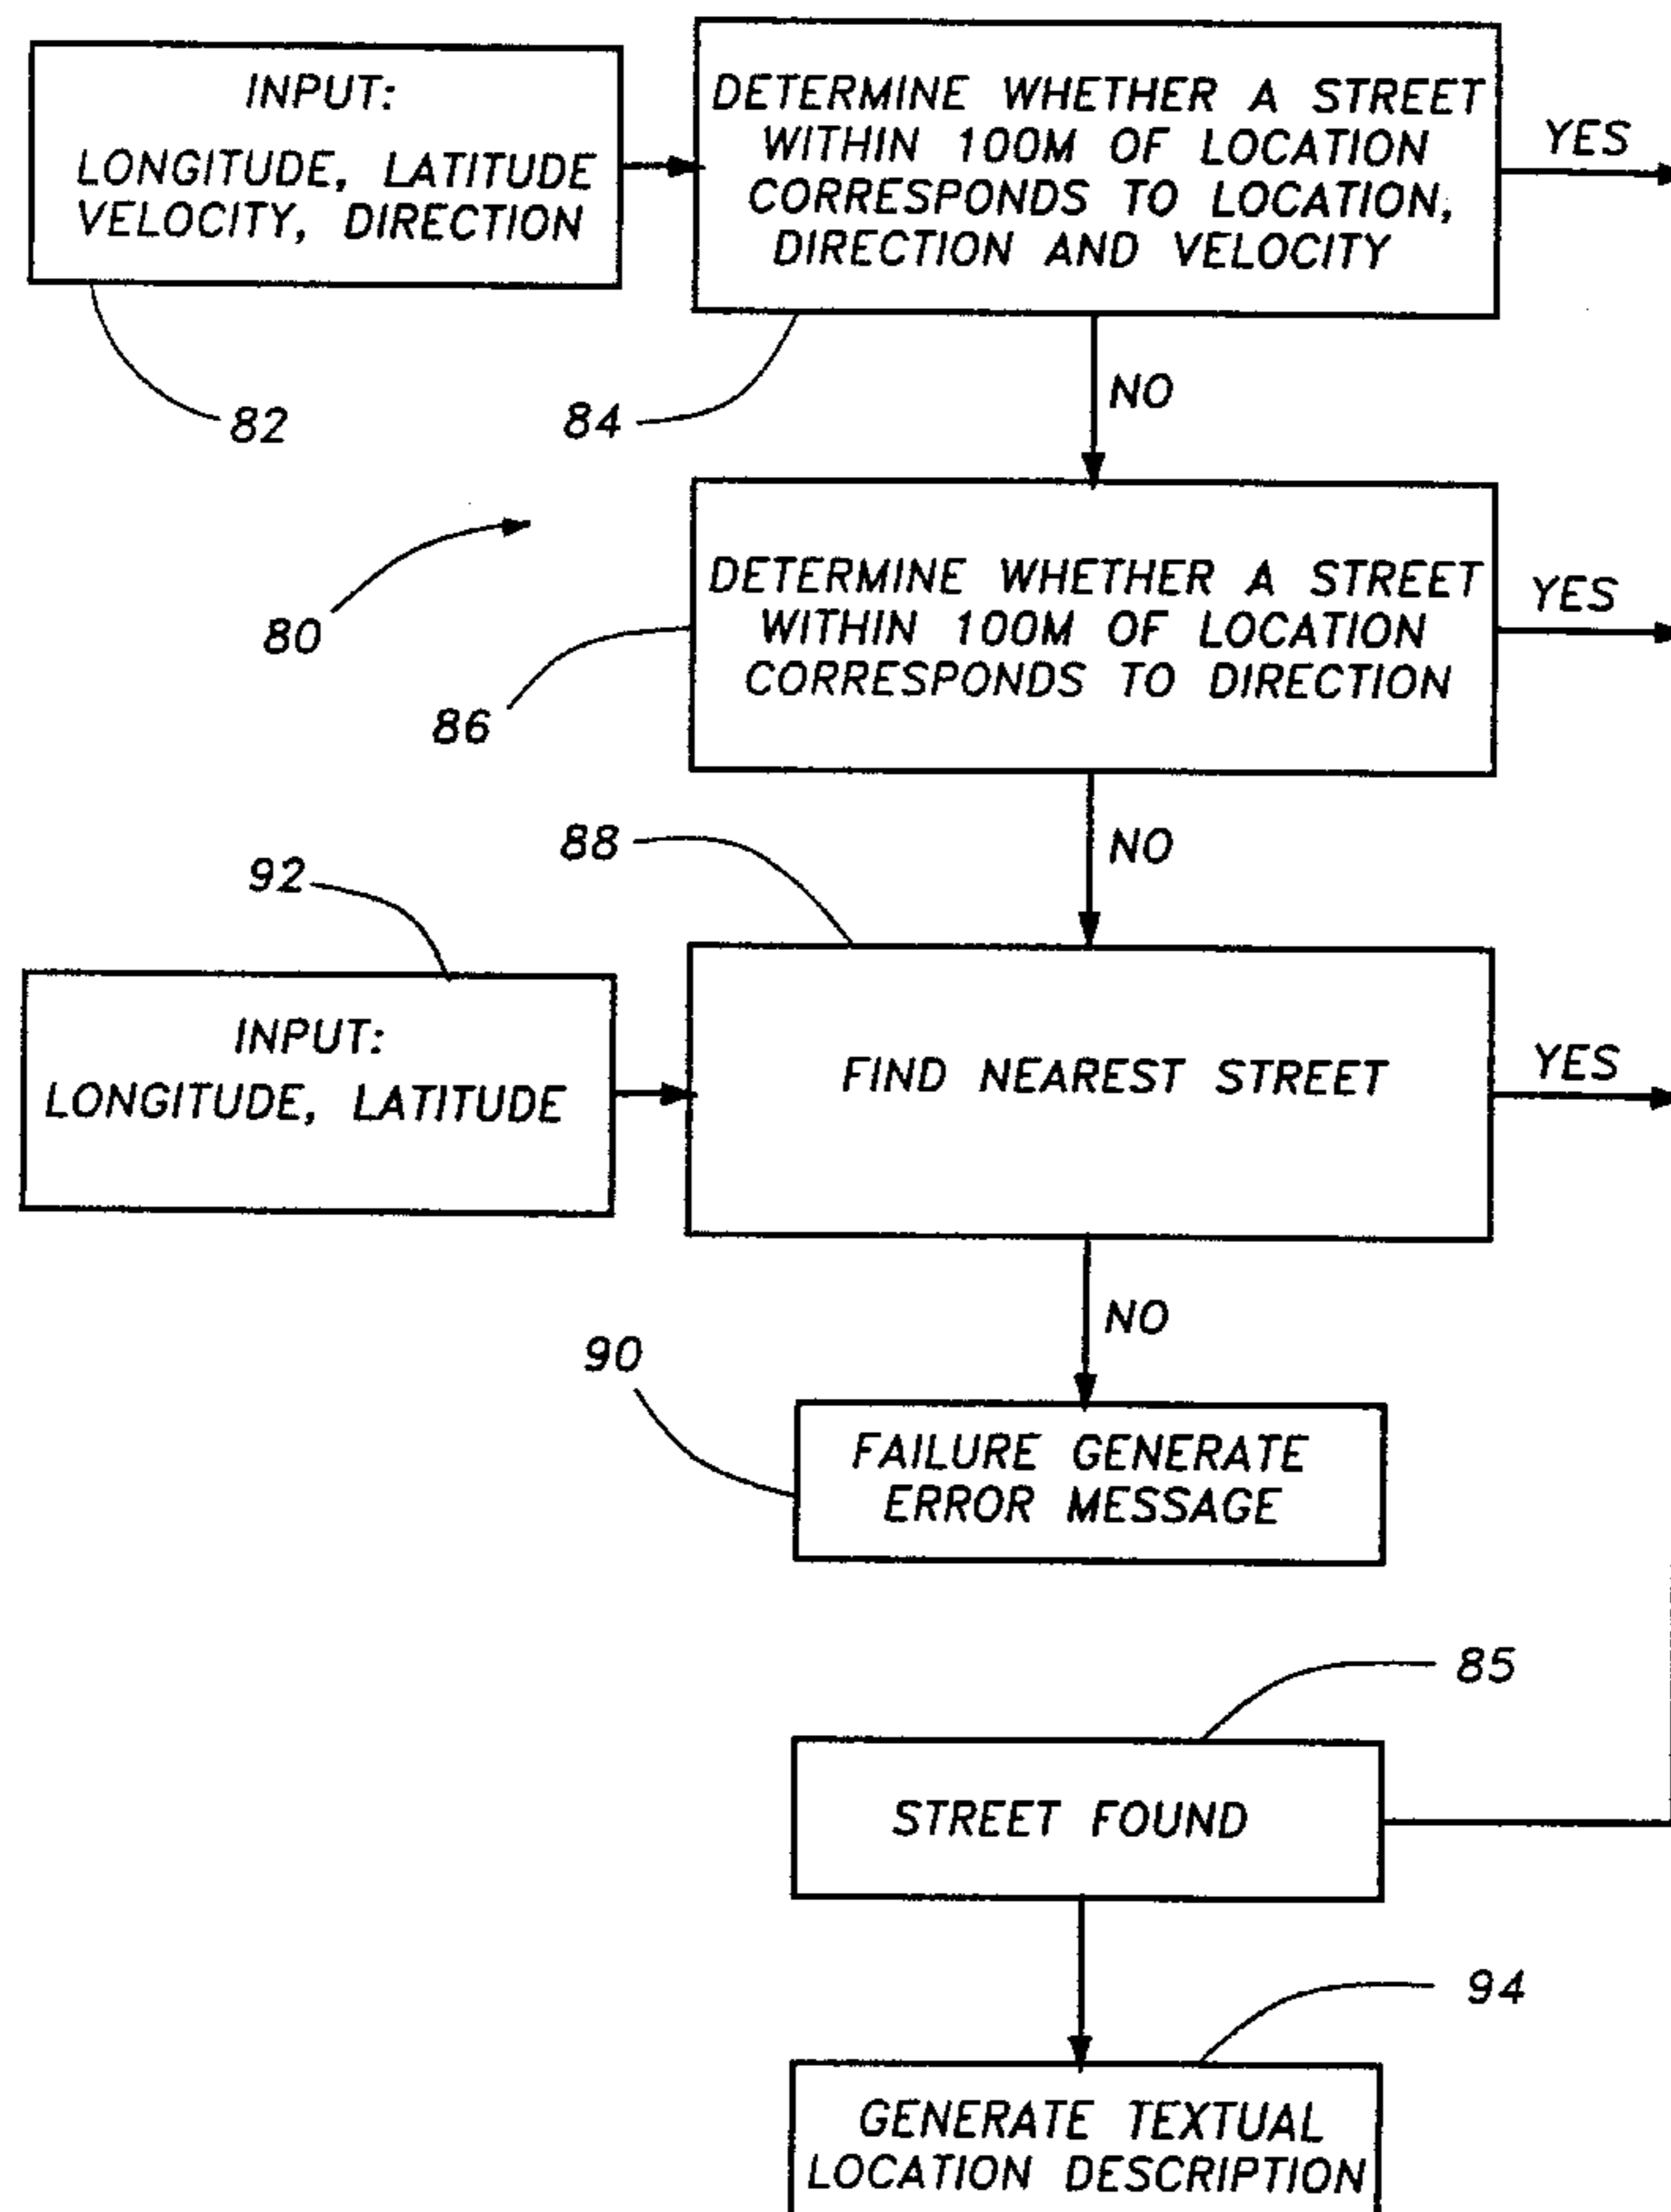 INPUT:
LONGITUDE, LATITUDE
VELOCITY, DIRECTION
82
DETERMINE WHETHER A STREET
WITHIN 100M OF LOCATION
CORRESPONDS TO LOCATION,
DIRECTION AND VELOCITY
YES
84
NO
80
DETERMINE WHETHER A STREET
WITHIN 100M OF LOCATION
CORRESPONDS TO DIRECTION
YES
86
NO
88
92
INPUT:
LONGITUDE, LATITUDE
FIND NEAREST STREET
YES
NO
90
FAILURE GENERATE
ERROR MESSAGE
85
STREET FOUND
94
GENERATE TEXTUAL
LOCATION DESCRIPTION